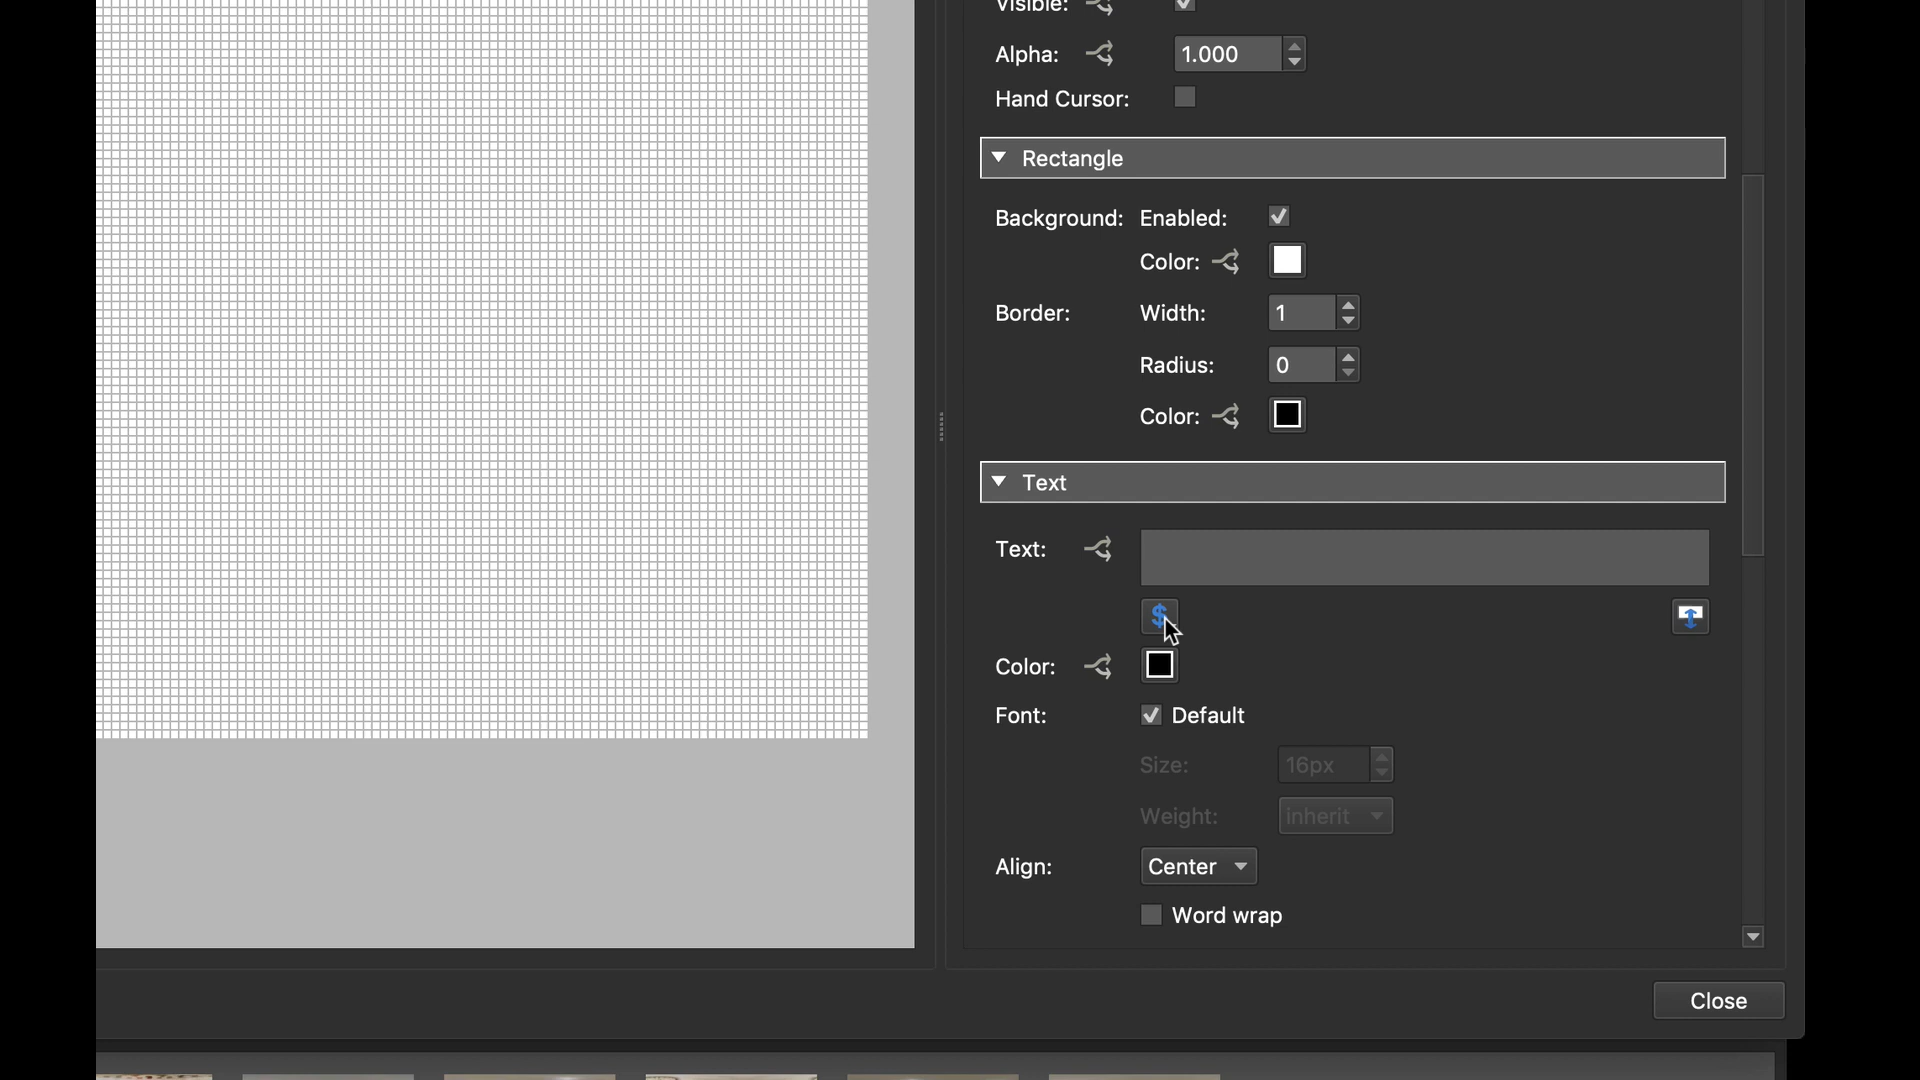 Visible:
Alpha: 1.000
Hand Cursor:
Rectangle
Background: Enabled:
Color:
Border: Width: 1
Radius: 0
Color:
Text
Text:
$
Color:
Font: Default
Size: 16px
Weight: inherit
Align: Center
Word wrap
Close